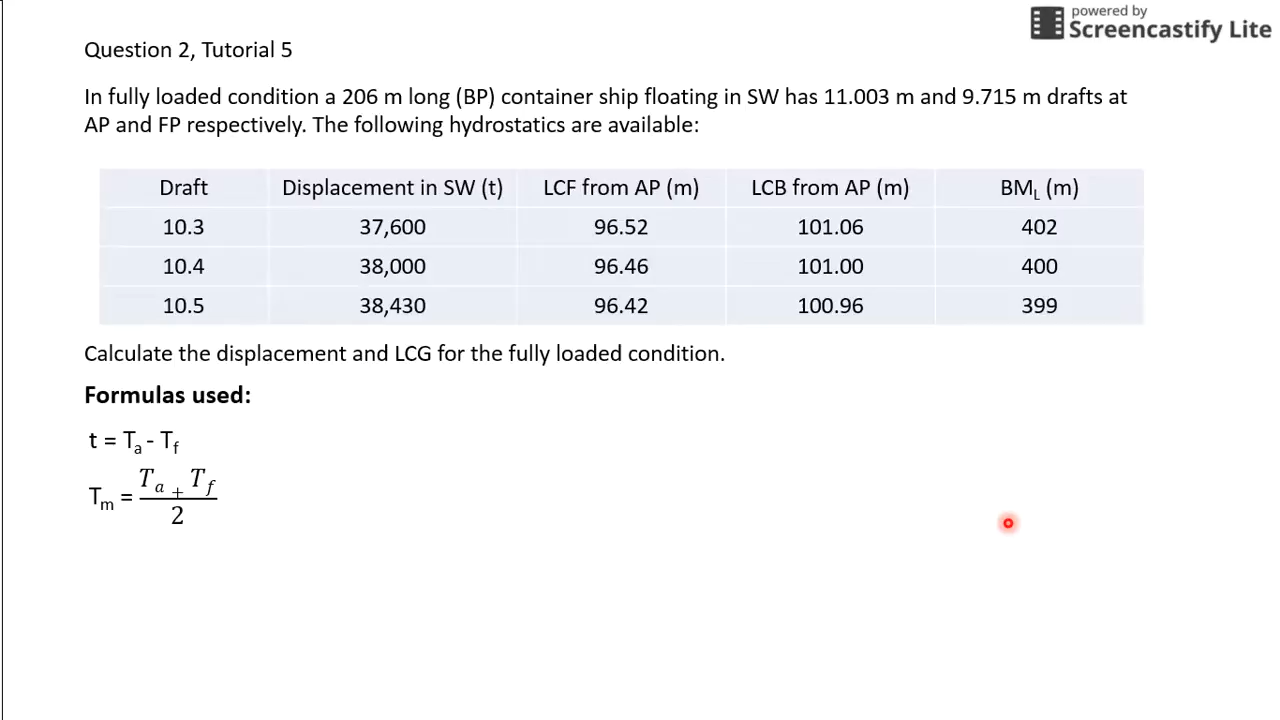 powered by
Screencastify Lite
Question 2, Tutorial 5
In fully loaded condition a 206 m long (BP) container ship floating in SW has 11.003 m and 9.715 m drafts at
AP and FP respectively. The following hydrostatics are available:
Draft Displacement in SW (t) LCF from AP (m) LCB from AP (m) BM_L (m)
10.3 37,600 96.52 101.06 402
10.4 38,000 96.46 101.00 400
10.5 38,430 96.42 100.96 399
Calculate the displacement and LCG for the fully loaded condition.
Formulas used:
t = T_a - T_f
T_m = (T_a + T_f) / 2